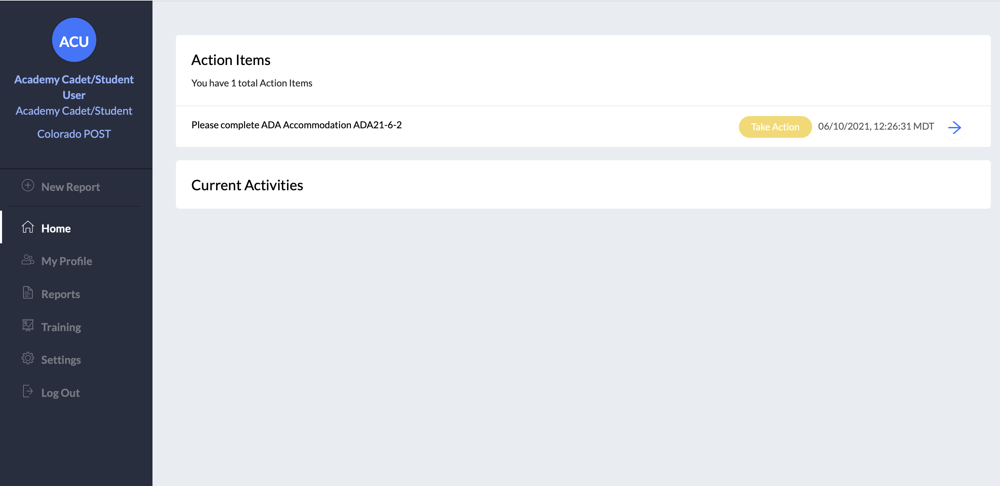 ACU
Academy Cadet/Student
User
Academy Cadet/Student
Colorado POST
New Report
Home
My Profile
Reports
Training
Settings
Log Out
Action Items
You have 1 total Action Items
Please complete ADA Accommodation ADA21-6-2
Take Action 06/10/2021, 12:26:31 MDT
Current Activities